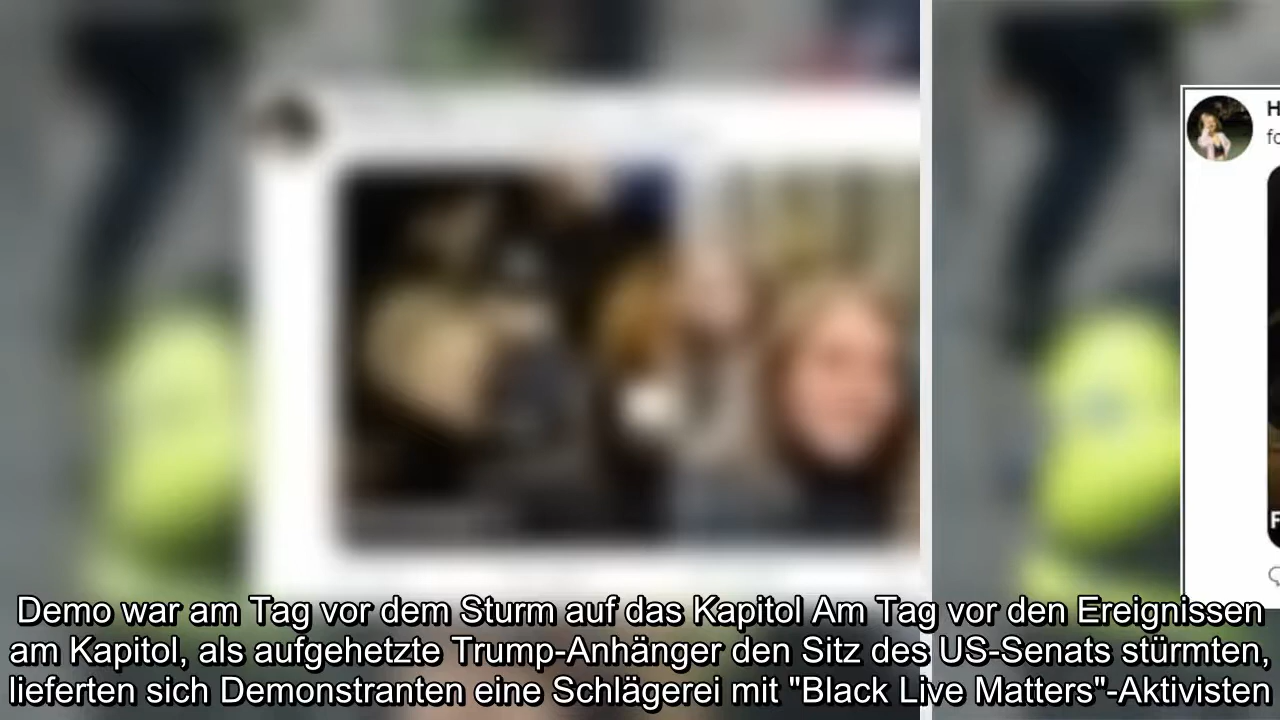 H
fo
F
Demo war am Tag vor dem Sturm auf das Kapitol Am Tag vor den Ereignissen
am Kapitol, als aufgehetzte Trump-Anhänger den Sitz des US-Senats stürmten,
lieferten sich Demonstranten eine Schlägerei mit "Black Live Matters"-Aktivisten